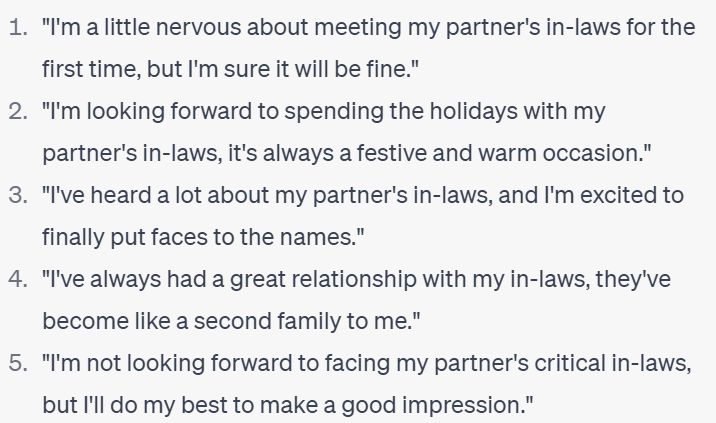 1. "I'm a little nervous about meeting my partner's in-laws for the
first time, but I'm sure it will be fine."
2. "I'm looking forward to spending the holidays with my
partner's in-laws, it's always a festive and warm occasion."
3. "I've heard a lot about my partner's in-laws, and I'm excited to
finally put faces to the names."
4. "I've always had a great relationship with my in-laws, they've
become like a second family to me."
5. "I'm not looking forward to facing my partner's critical in-laws,
but I'll do my best to make a good impression."